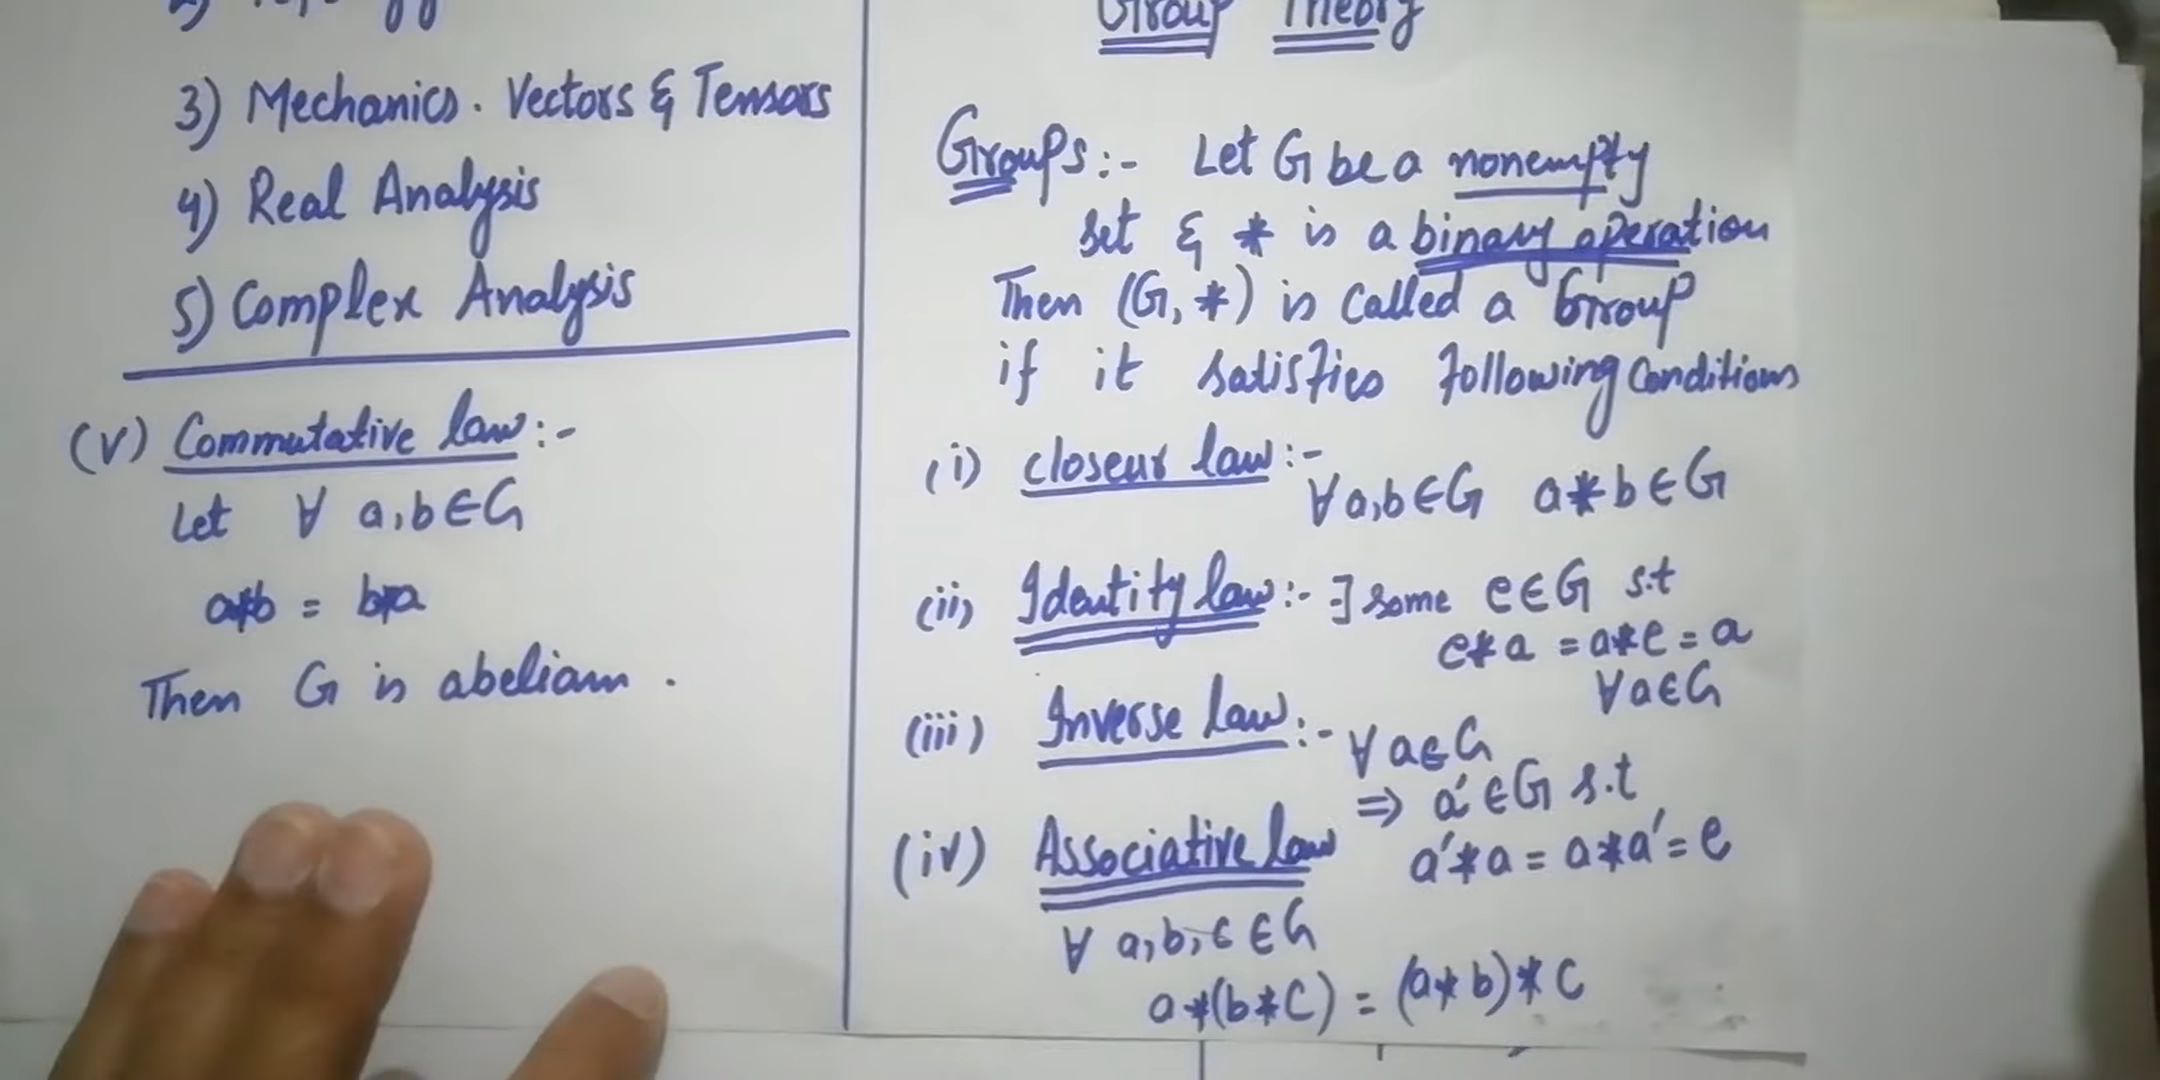 3) Mechanics. Vectors & Tensors
4) Real Analysis
5) Complex Analysis
(V) Commutative law:-
Let ∀ a,b∈G
a*b = b*a
Then G is abeliam .
Group Theory
Groups:- Let G be a nonempty
set & * is a binary operation
Then (G, *) is called a Group
if it satisfies following conditions
(i) closeur law:-
∀ a,b∈G a*b∈G
(ii) Identity law:- ∃ some e∈G s.t
e*a = a*e = a
∀ a∈G
(iii) Inverse law:- ∀ a∈G
⇒ a'∈G s.t
a'*a = a*a' = e
(iv) Associative law
∀ a,b,c ∈G
a*(b*c) = (a*b)*c